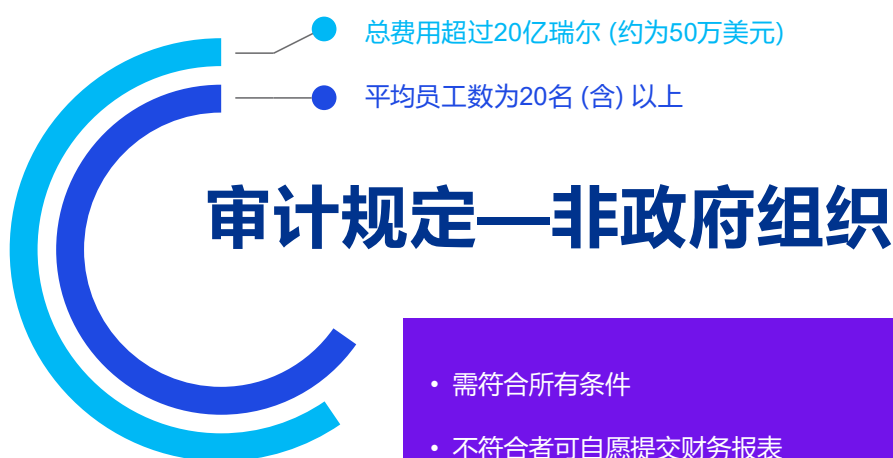 总费用超过20亿瑞尔 (约为50万美元)
平均员工数为20名 (含) 以上
审计规定—非政府组织
• 需符合所有条件
• 不符合者可自愿提交财务报表